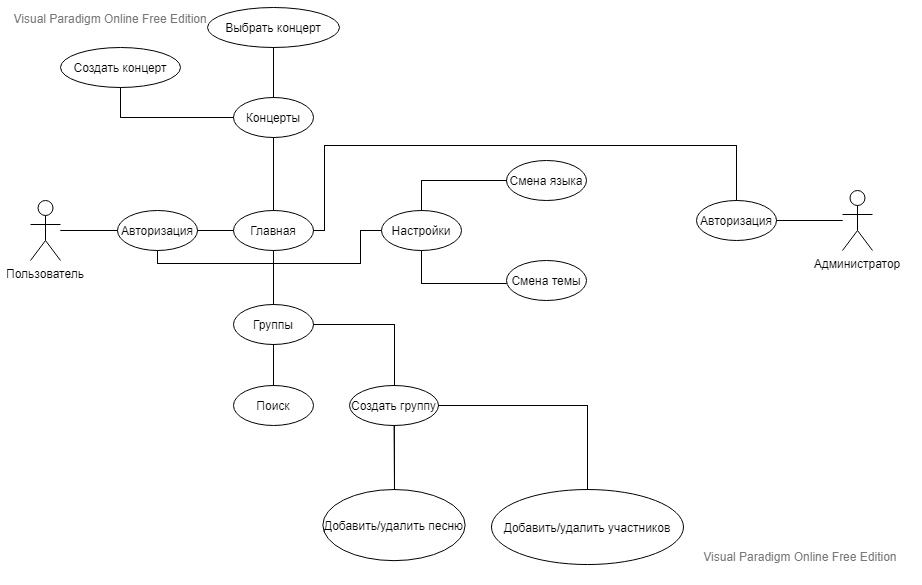 Visual Paradigm Online Free Edition
Выбрать концерт
Создать концерт
Концерты
Смена языка
Пользователь
Авторизация
Главная
Настройки
Авторизация
Администратор
Смена темы
Группы
Поиск
Создать группу
Добавить/удалить песню
Добавить/удалить участников
Visual Paradigm Online Free Edition